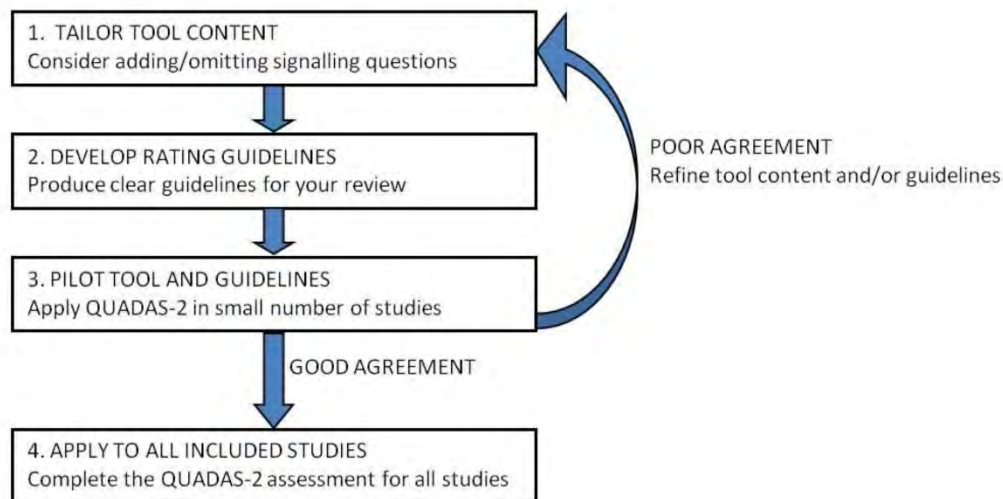 1. TAILOR TOOL CONTENT
Consider adding/omitting signalling questions
2. DEVELOP RATING GUIDELINES
Produce clear guidelines for your review
POOR AGREEMENT
Refine tool content and/or guidelines
3. PILOT TOOL AND GUIDELINES
Apply QUADAS-2 in small number of studies
GOOD AGREEMENT
4. APPLY TO ALL INCLUDED STUDIES
Complete the QUADAS-2 assessment for all studies